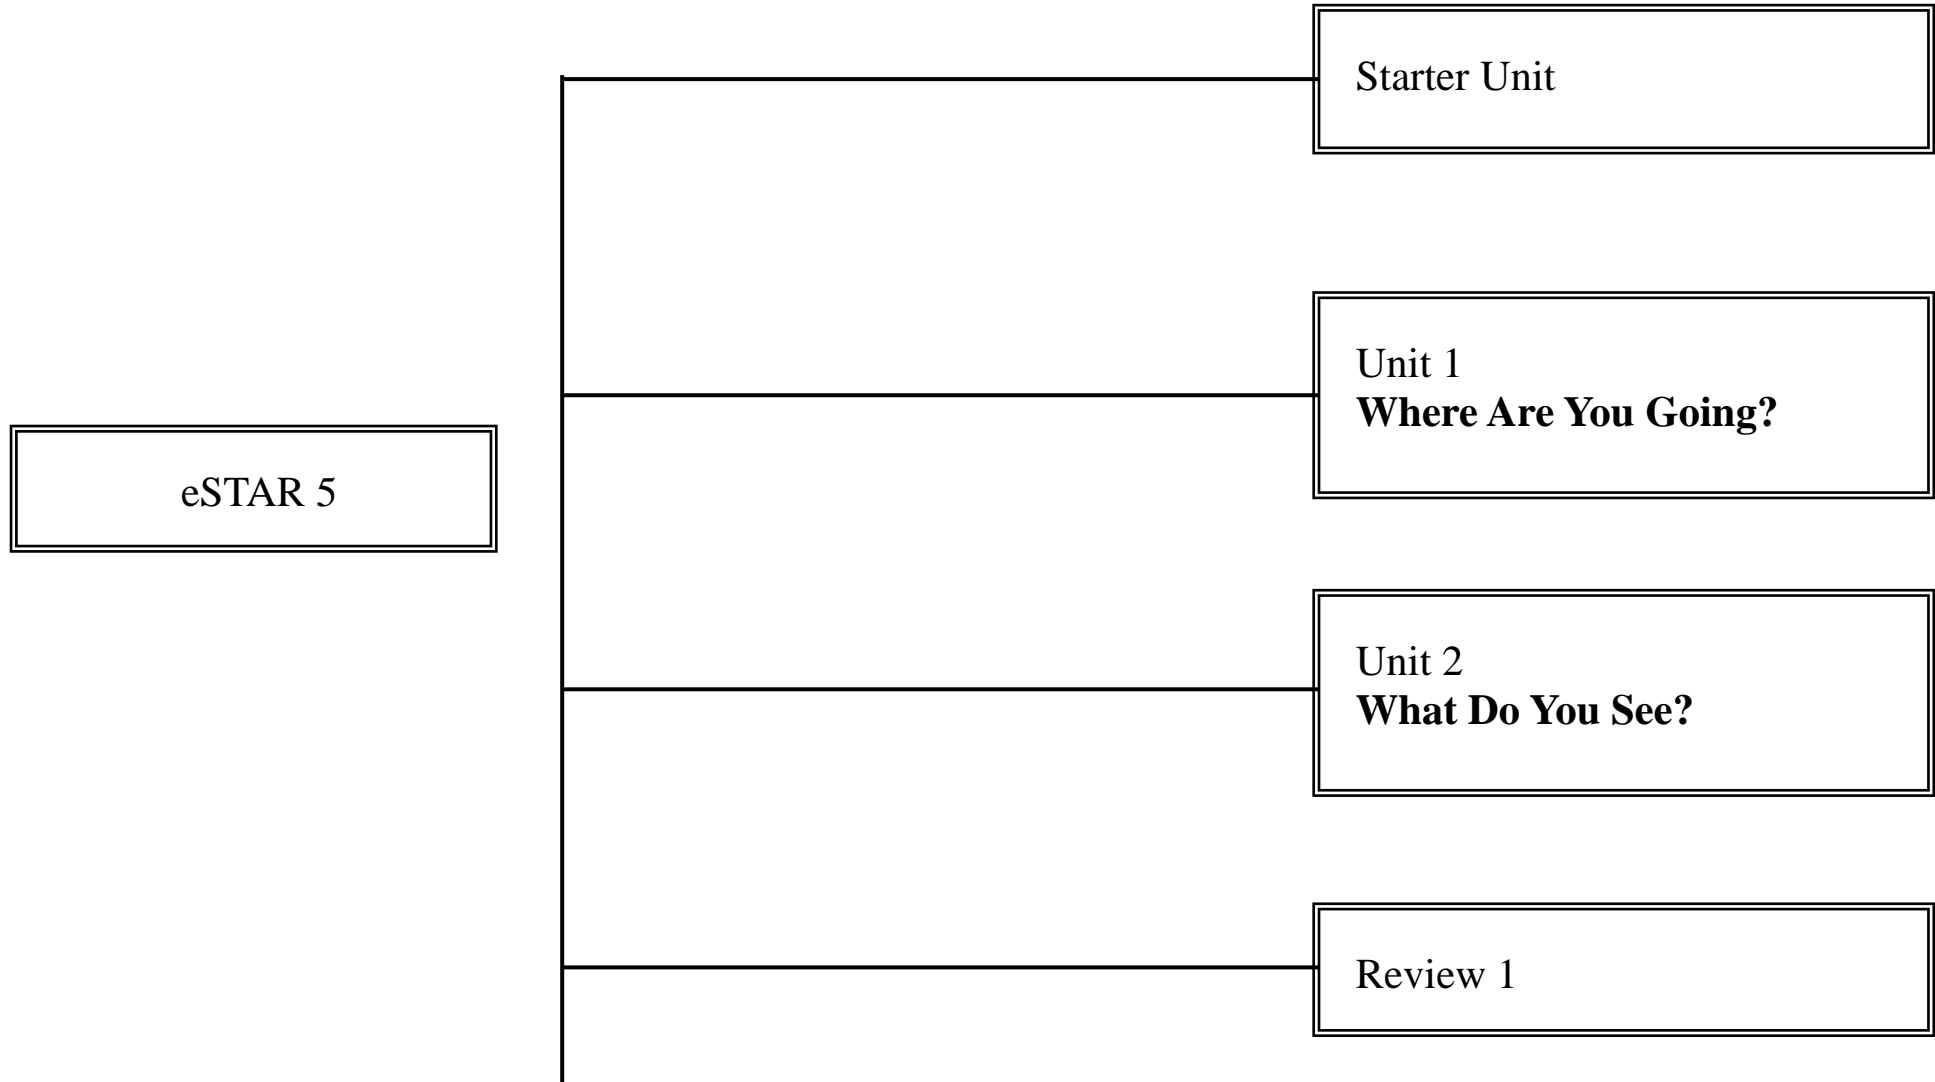 Starter Unit
Unit 1
Where Are You Going?
eSTAR 5
Unit 2
What Do You See?
Review 1